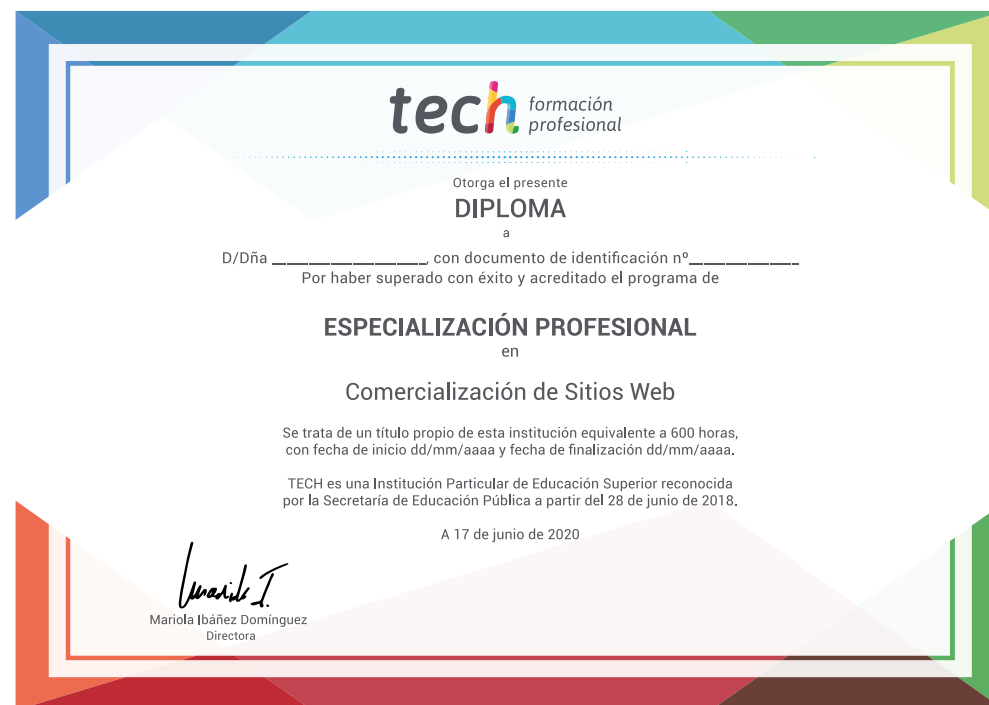 tech formación
profesional
Otorga el presente
DIPLOMA
a
D/Dña ____________________, con documento de identificación nº______________
Por haber superado con éxito y acreditado el programa de
ESPECIALIZACIÓN PROFESIONAL
en
Comercialización de Sitios Web
Se trata de un título propio de esta institución equivalente a 600 horas,
con fecha de inicio dd/mm/aaaa y fecha de finalización dd/mm/aaaa.
TECH es una Institución Particular de Educación Superior reconocida
por la Secretaría de Educación Pública a partir del 28 de junio de 2018.
A 17 de junio de 2020
Mariola Ibáñez Domínguez
Directora